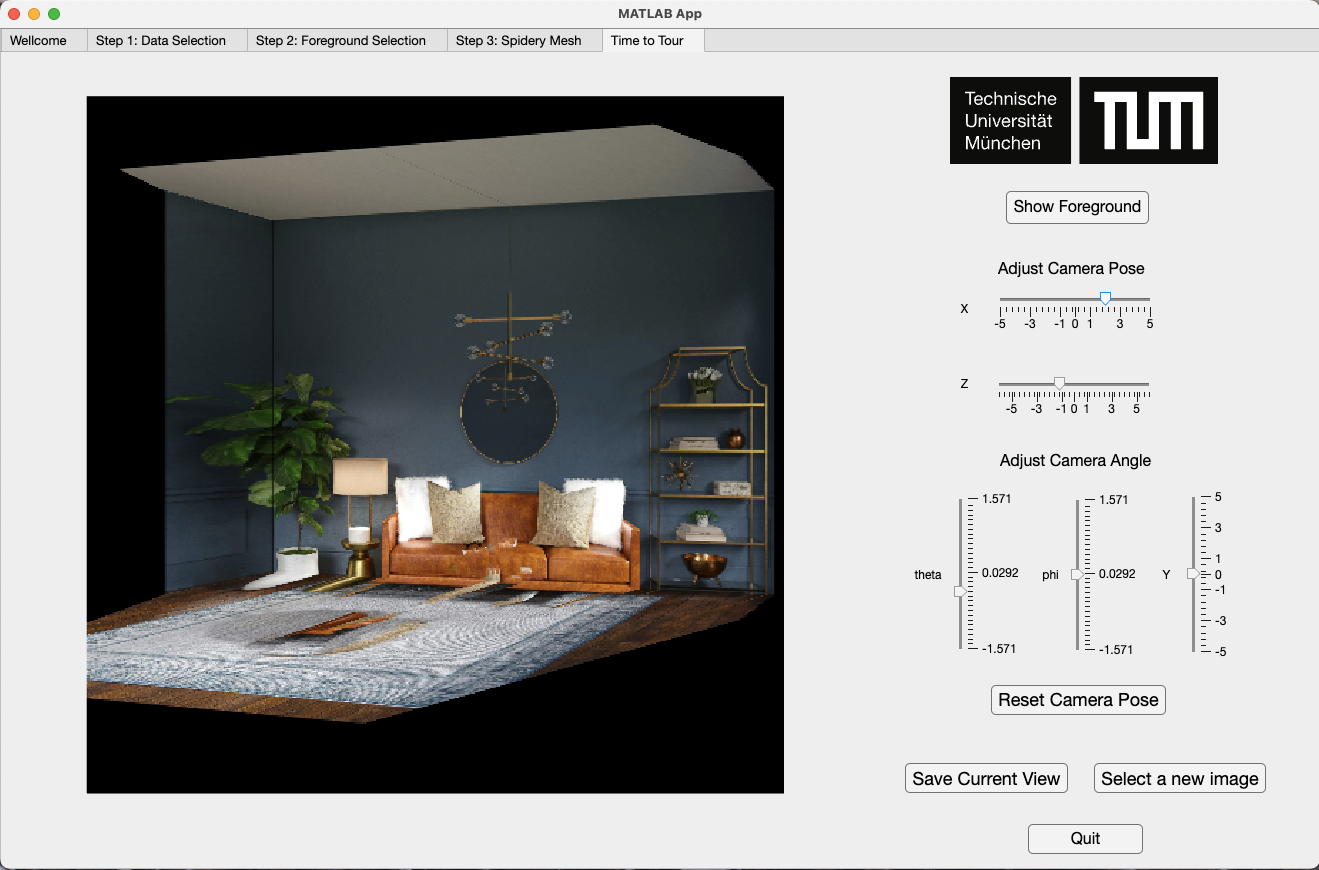 MATLAB App
Wellcome
Step 1: Data Selection
Step 2: Foreground Selection
Step 3: Spidery Mesh
Time to Tour
Technische
Universität
München
TUM
Show Foreground
Adjust Camera Pose
X
-5 -3 -1 0 1 3 5
Z
-5 -3 -1 0 1 3 5
Adjust Camera Angle
theta
1.571
0.0292
-1.571
phi
1.571
0.0292
-1.571
Y
5
3
1
0
-1
-3
-5
Reset Camera Pose
Save Current View
Select a new image
Quit